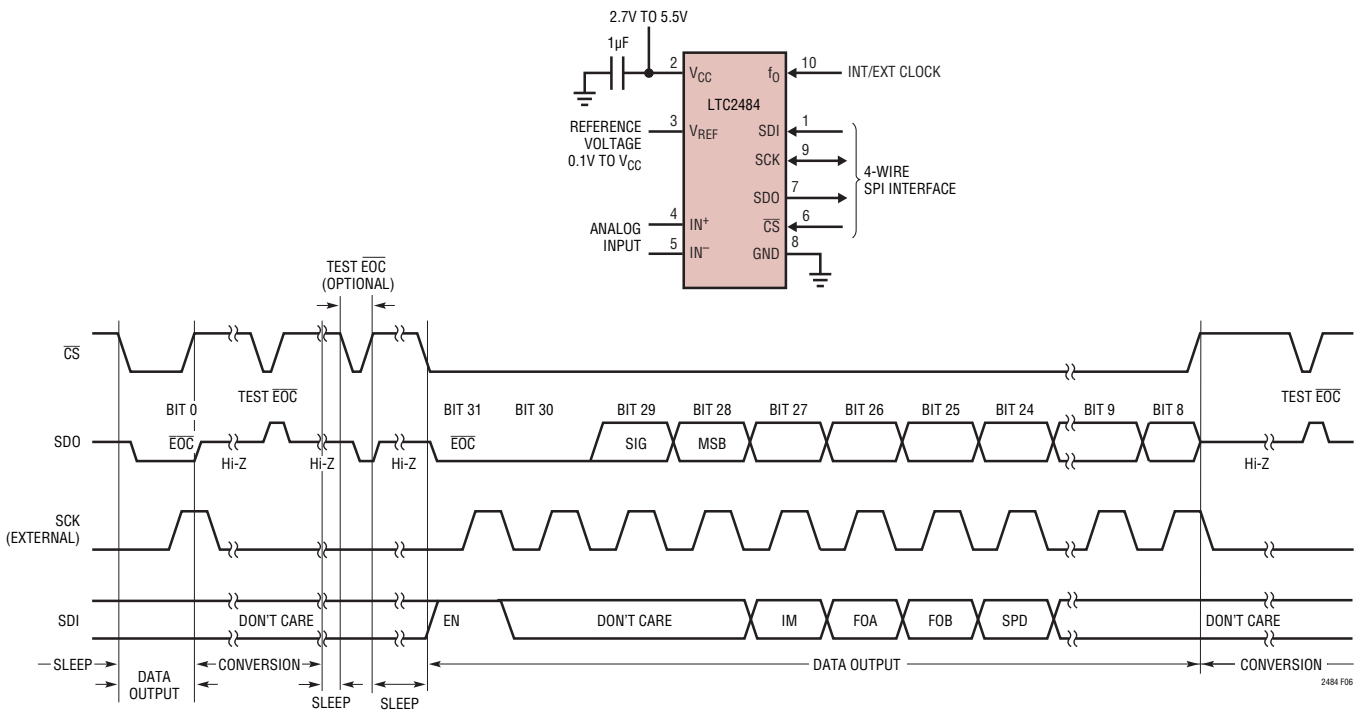 2.7V TO 5.5V
1µF
2
VCC
fO
10
INT/EXT CLOCK
LTC2484
REFERENCE
VOLTAGE
0.1V TO VCC
3
VREF
SDI
1
SCK
9
SDO
7
CS
6
GND
8
4-WIRE
SPI INTERFACE
ANALOG
INPUT
4
IN+
5
IN–
TEST EOC
(OPTIONAL)
CS
TEST EOC
TEST EOC
BIT 0
BIT 31
BIT 30
BIT 29
BIT 28
BIT 27
BIT 26
BIT 25
BIT 24
BIT 9
BIT 8
SDO
EOC
Hi-Z
Hi-Z
Hi-Z
EOC
SIG
MSB
Hi-Z
SCK
(EXTERNAL)
SDI
DON'T CARE
EN
DON'T CARE
IM
FOA
FOB
SPD
DON'T CARE
SLEEP
DATA
OUTPUT
CONVERSION
SLEEP
SLEEP
DATA OUTPUT
CONVERSION
2484 F06